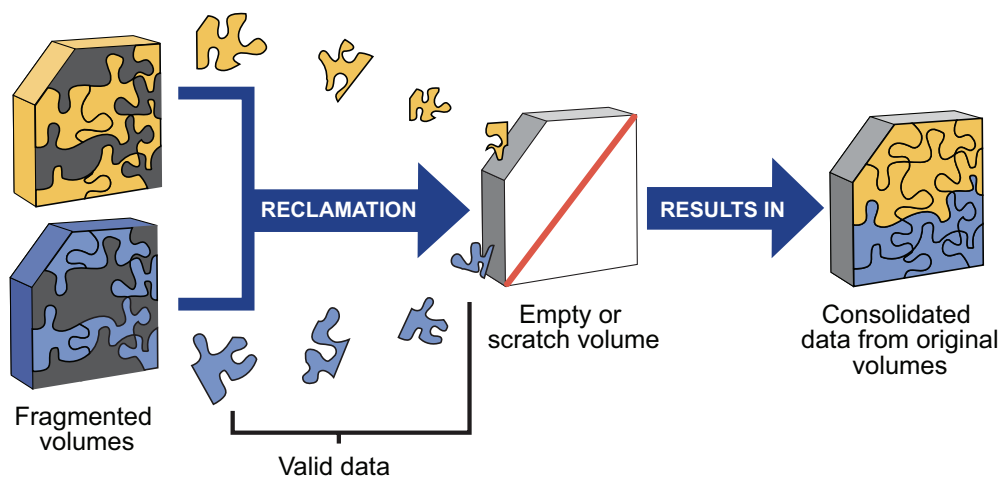 RECLAMATION
RESULTS IN
Empty or
scratch volume
Consolidated
data from original
volumes
Fragmented
volumes
Valid data